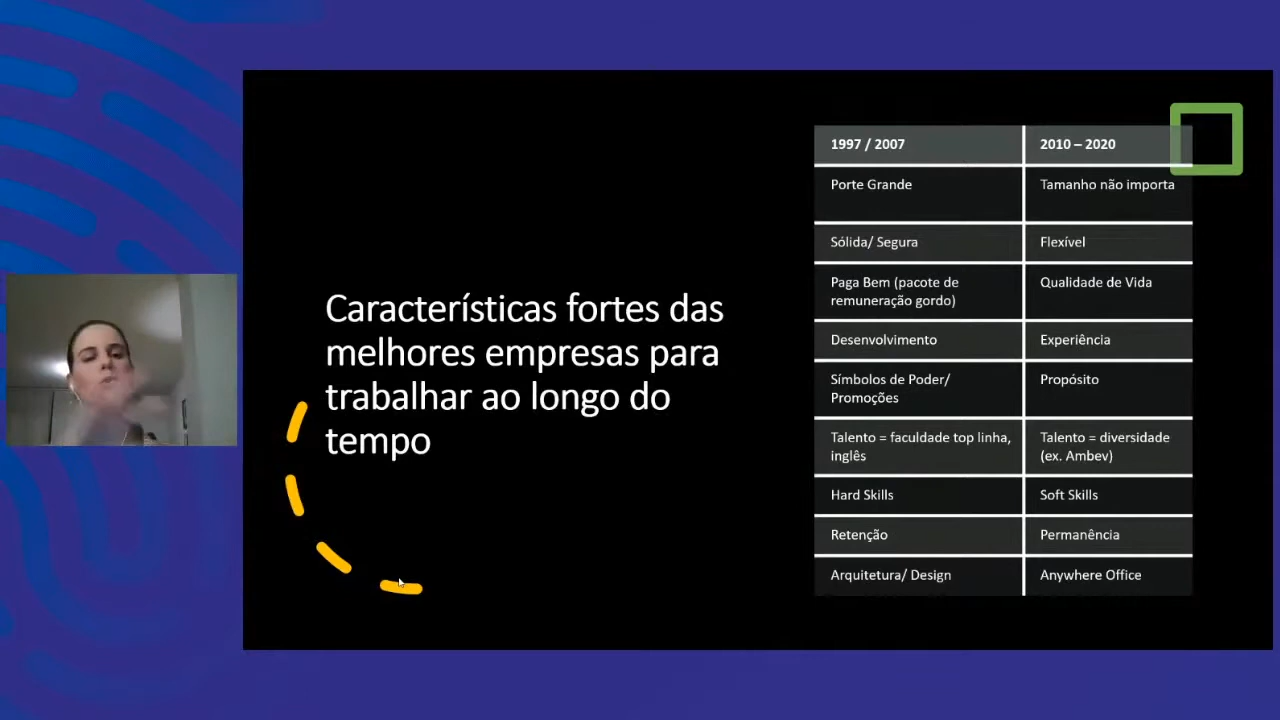 Características fortes das
melhores empresas para
trabalhar ao longo do
tempo
1997 / 2007
2010 – 2020
Porte Grande
Tamanho não importa
Sólida/ Segura
Flexível
Paga Bem (pacote de
remuneração gordo)
Qualidade de Vida
Desenvolvimento
Experiência
Símbolos de Poder/
Promoções
Propósito
Talento = faculdade top linha,
inglês
Talento = diversidade
(ex. Ambev)
Hard Skills
Soft Skills
Retenção
Permanência
Arquitetura/ Design
Anywhere Office